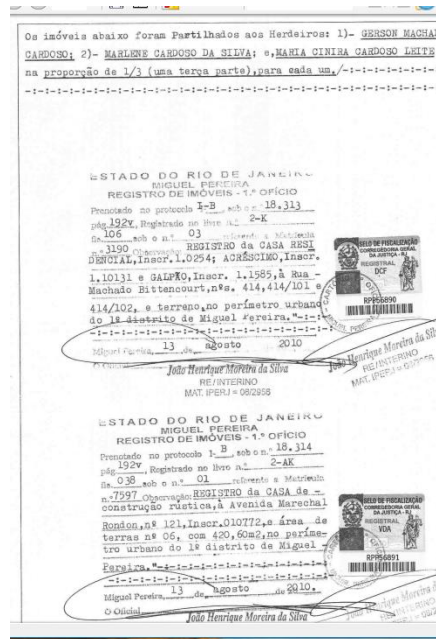 Os imóveis abaixo foram Partilhados aos Herdeiros: 1)- GERSON MACHAD
CARDOSO; 2)- MARLENE CARDOSO DA SILVA; e,MARIA CINIRA CARDOSO LEITE
na proporção de 1/3 (uma terça parte),para cada um./-:-:-:-:-:-:-:-
-:-:-:-:-:-:-:-:-:-:-:-:-:-:-:-:-:-:-:-:-:-:-:-:-:-:-:-:-:-:-:-:-
ESTADO DO RIO DE JANEIRO
MIGUEL PEREIRA
REGISTRO DE IMÓVEIS - 1.º OFÍCIO
Prenotado no protocolo 1-B sob o n.º 18.313
pág. 192v, Registrado no livro n.º 2-K
fls. 106 sob o n.º 03 referente a Matrícula
n.º 3190 Observação: REGISTRO da CASA RESI
DENCIAL,Inscr.1.0254; ACRÉSCIMO,Inscr.
1.10131 e GALPÃO,Inscr. 1.1585,à Rua -
Machado Bittencourt,nºs. 414,414/101 e
414/102, e terreno,no perímetro urbano
do 1º distrito de Miguel Pereira."-:-:
-:-:-:-:-:-:-:-:-:-:-:-:-:-:-:-:-:-:-
Miguel Pereira, 13 de agosto 2010
O Oficial
João Henrique Moreira da Silva
RE/INTERINO
MAT. IPERJ = 06/2958
SELO DE FISCALIZAÇÃO
CORREGEDORIA GERAL
DA JUSTIÇA - RJ
REGISTRAL
DCF
RPP56890
João Henrique Moreira da Sil
RE/INTERINO
MAT. IPERJ
ESTADO DO RIO DE JANEIRO
MIGUEL PEREIRA
REGISTRO DE IMÓVEIS - 1.º OFÍCIO
Prenotado no protocolo 1-B sob o n.º 18.314
pág. 192v, Registrado no livro n.º 2-AK
fls. 038 sob o n.º 01 referente a Matrícula
n.º 7597 Observação: REGISTRO da CASA de -
construção rústica,à Avenida Marechal
Rondon,nº 121,Inscr.010772,e área de
terras nº 06, com 420,60m2,no períme-
tro urbano do 1º distrito de Miguel -
Pereira."-:-:-:-:-:-:-:-:-:-:-:-:-:-
-:-:-:-:-:-:-:-:-:-:-:-:-:-:-:-:-:-:-
Miguel Pereira, 13 de agosto de 2010.
O Oficial
João Henrique Moreira da Silva
SELO DE FISCALIZAÇÃO
CORREGEDORIA GERAL
DA JUSTIÇA - RJ
REGISTRAL
VDA
RPP56891